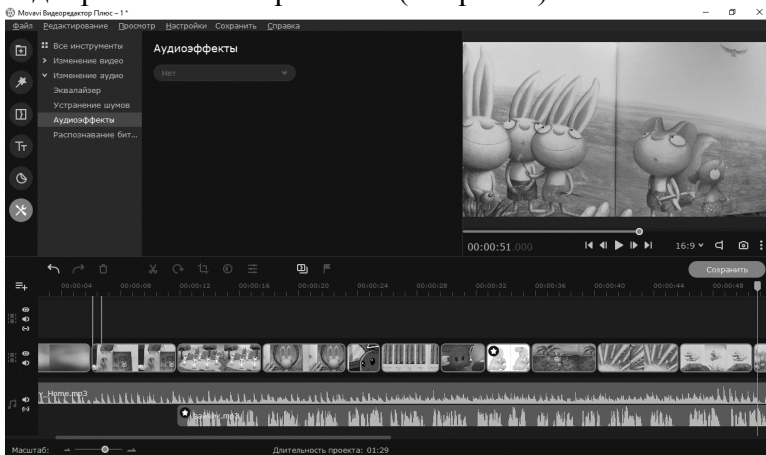 Movavi Видеоредактор Плюс – 1 *
Файл Редактирование Просмотр Настройки Сохранить Справка
Все инструменты
Изменение видео
Изменение аудио
Эквалайзер
Устранение шумов
Аудиоэффекты
Распознавание бит...
Аудиоэффекты
Нет
00:00:51.000
16:9
Сохранить
00:00:04 00:00:08 00:00:12 00:00:16 00:00:20 00:00:24 00:00:28 00:00:32 00:00:36 00:00:40 00:00:44 00:00:48
y_Home.mp3
Масштаб:
Длительность проекта: 01:29